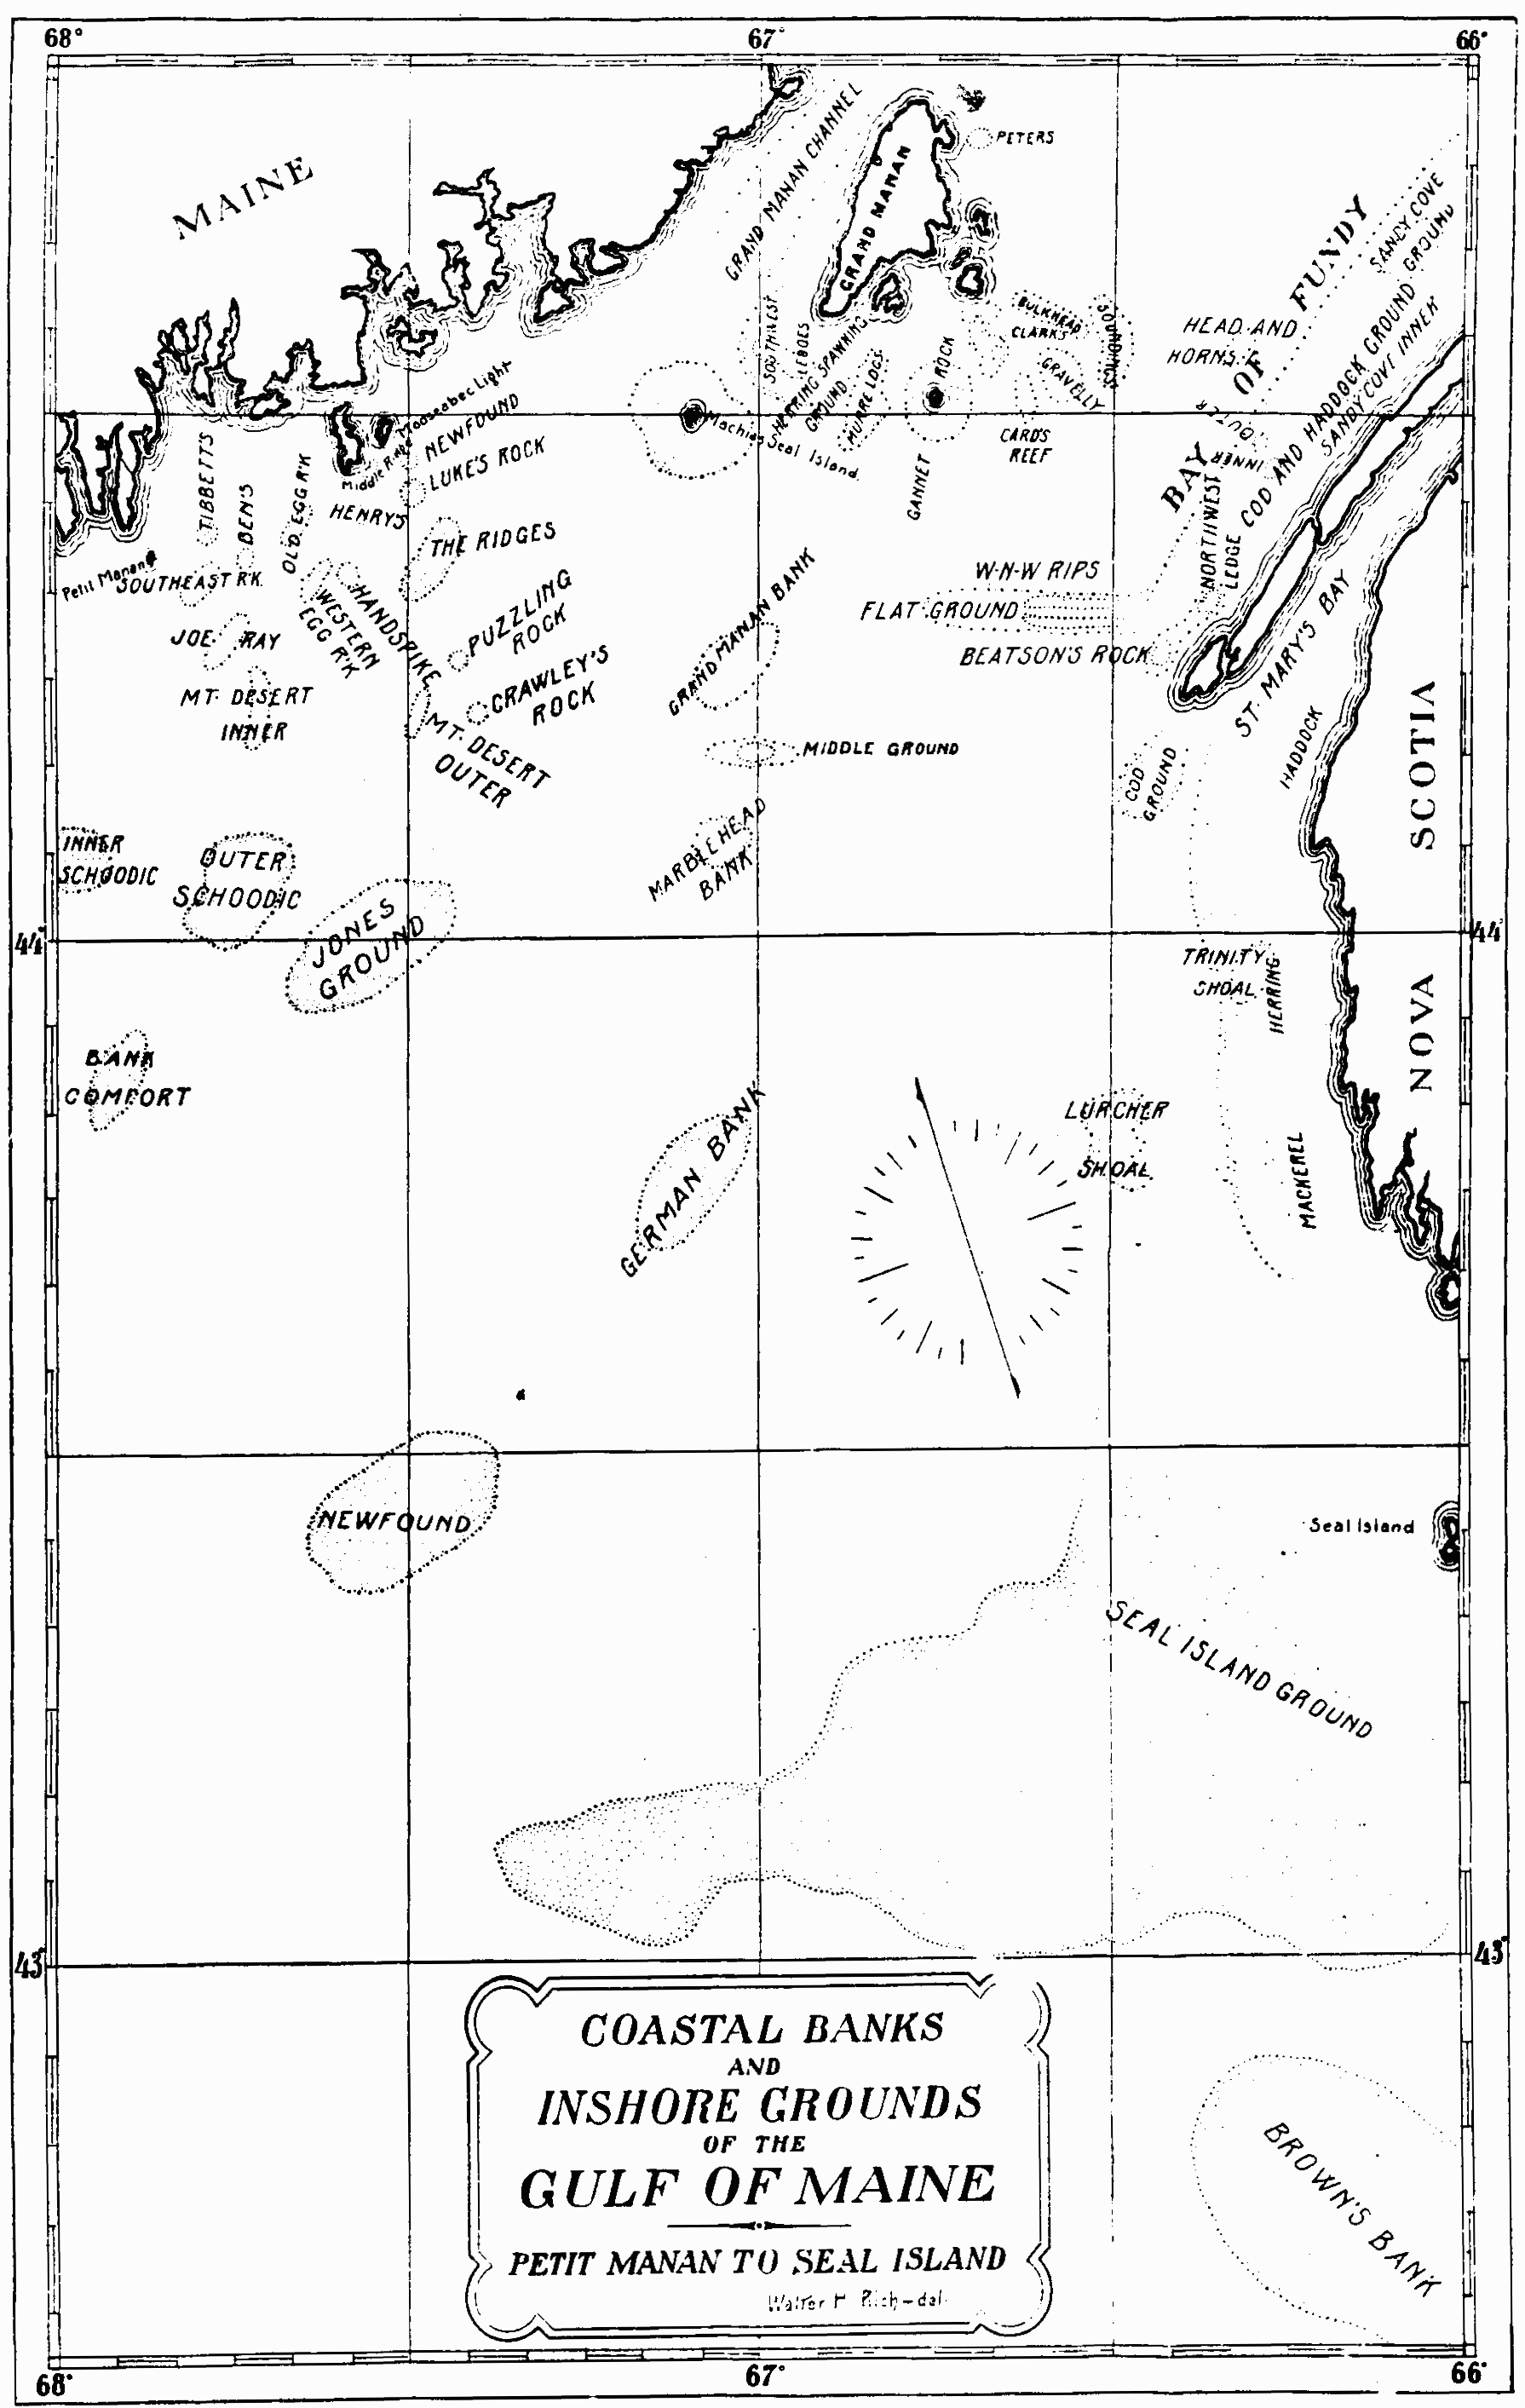 68°
67°
66°
MAINE
GRAND MANAN CHANNEL
GRAND MANAN
PETERS
BAY OF FUNDY
SANDY COVE
GROUND
SOUTHWEST
LEDGES
HERRING SPAWNING
GROUND
MURRE LOGS
ROCK
GANNET
BULKHEAD
CLARKS
SOUNDINGS
GRAVELLY
CARD'S
REEF
HEAD AND
HORNS
OUTER
INNER
COD AND HADDOCK GROUND
SANDY COVE INNER
NORTHWEST
LEDGE
Mooseabec Light
Middle Ridge
NEWFOUND
LUKE'S ROCK
Machias Seal Island
TIBBETT'S
BEN'S
OLD EGG R'K
HENRYS
THE RIDGES
Petit Manan
SOUTHEAST R'K.
WESTERN
EGG R'K
HANDSPIKE
JOE RAY
PUZZLING
ROCK
CRAWLEY'S
ROCK
MT. DESERT
INNER
MT. DESERT
OUTER
GRAND MANAN BANK
W-N-W RIPS
FLAT GROUND
BEATSON'S ROCK
ST. MARY'S BAY
HADDOCK
MIDDLE GROUND
COD
GROUND
NOVA SCOTIA
MARBLEHEAD
BANK
INNER
SCHOODIC
OUTER
SCHOODIC
JONES
GROUND
44°
44°
TRINITY
SHOAL
HERRING
BANK
COMFORT
GERMAN BANK
LURCHER
SHOAL
MACKEREL
NEWFOUND
Seal Island
SEAL ISLAND GROUND
43°
43°
COASTAL BANKS
AND
INSHORE GROUNDS
OF THE
GULF OF MAINE
PETIT MANAN TO SEAL ISLAND
Walter H Rich-del.
BROWN'S BANK
68°
67°
66°